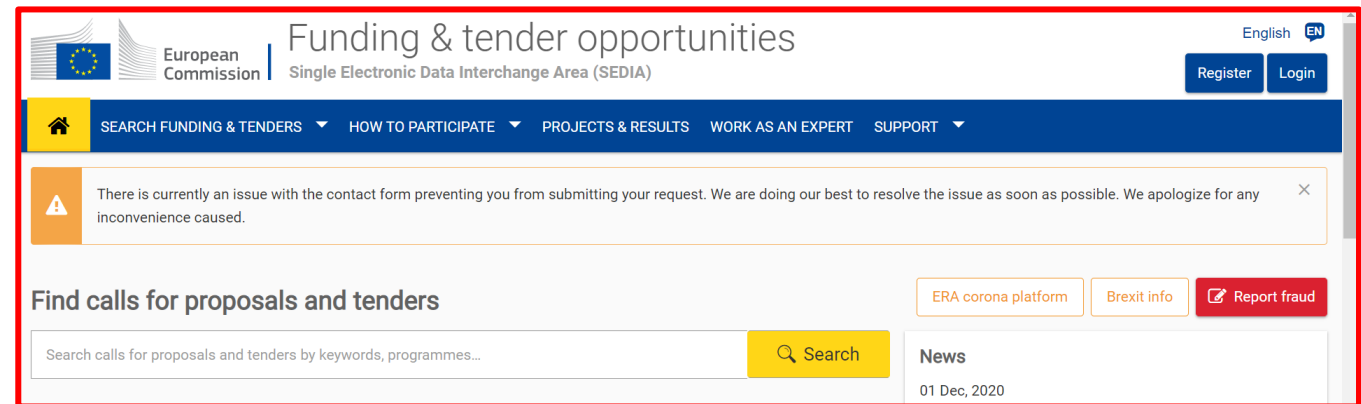 European
Commission
Funding & tender opportunities
Single Electronic Data Interchange Area (SEDIA)
English EN
Register Login
SEARCH FUNDING & TENDERS HOW TO PARTICIPATE PROJECTS & RESULTS WORK AS AN EXPERT SUPPORT
There is currently an issue with the contact form preventing you from submitting your request. We are doing our best to resolve the issue as soon as possible. We apologize for any
inconvenience caused.
Find calls for proposals and tenders
ERA corona platform Brexit info Report fraud
Search calls for proposals and tenders by keywords, programmes... Search
News
01 Dec, 2020